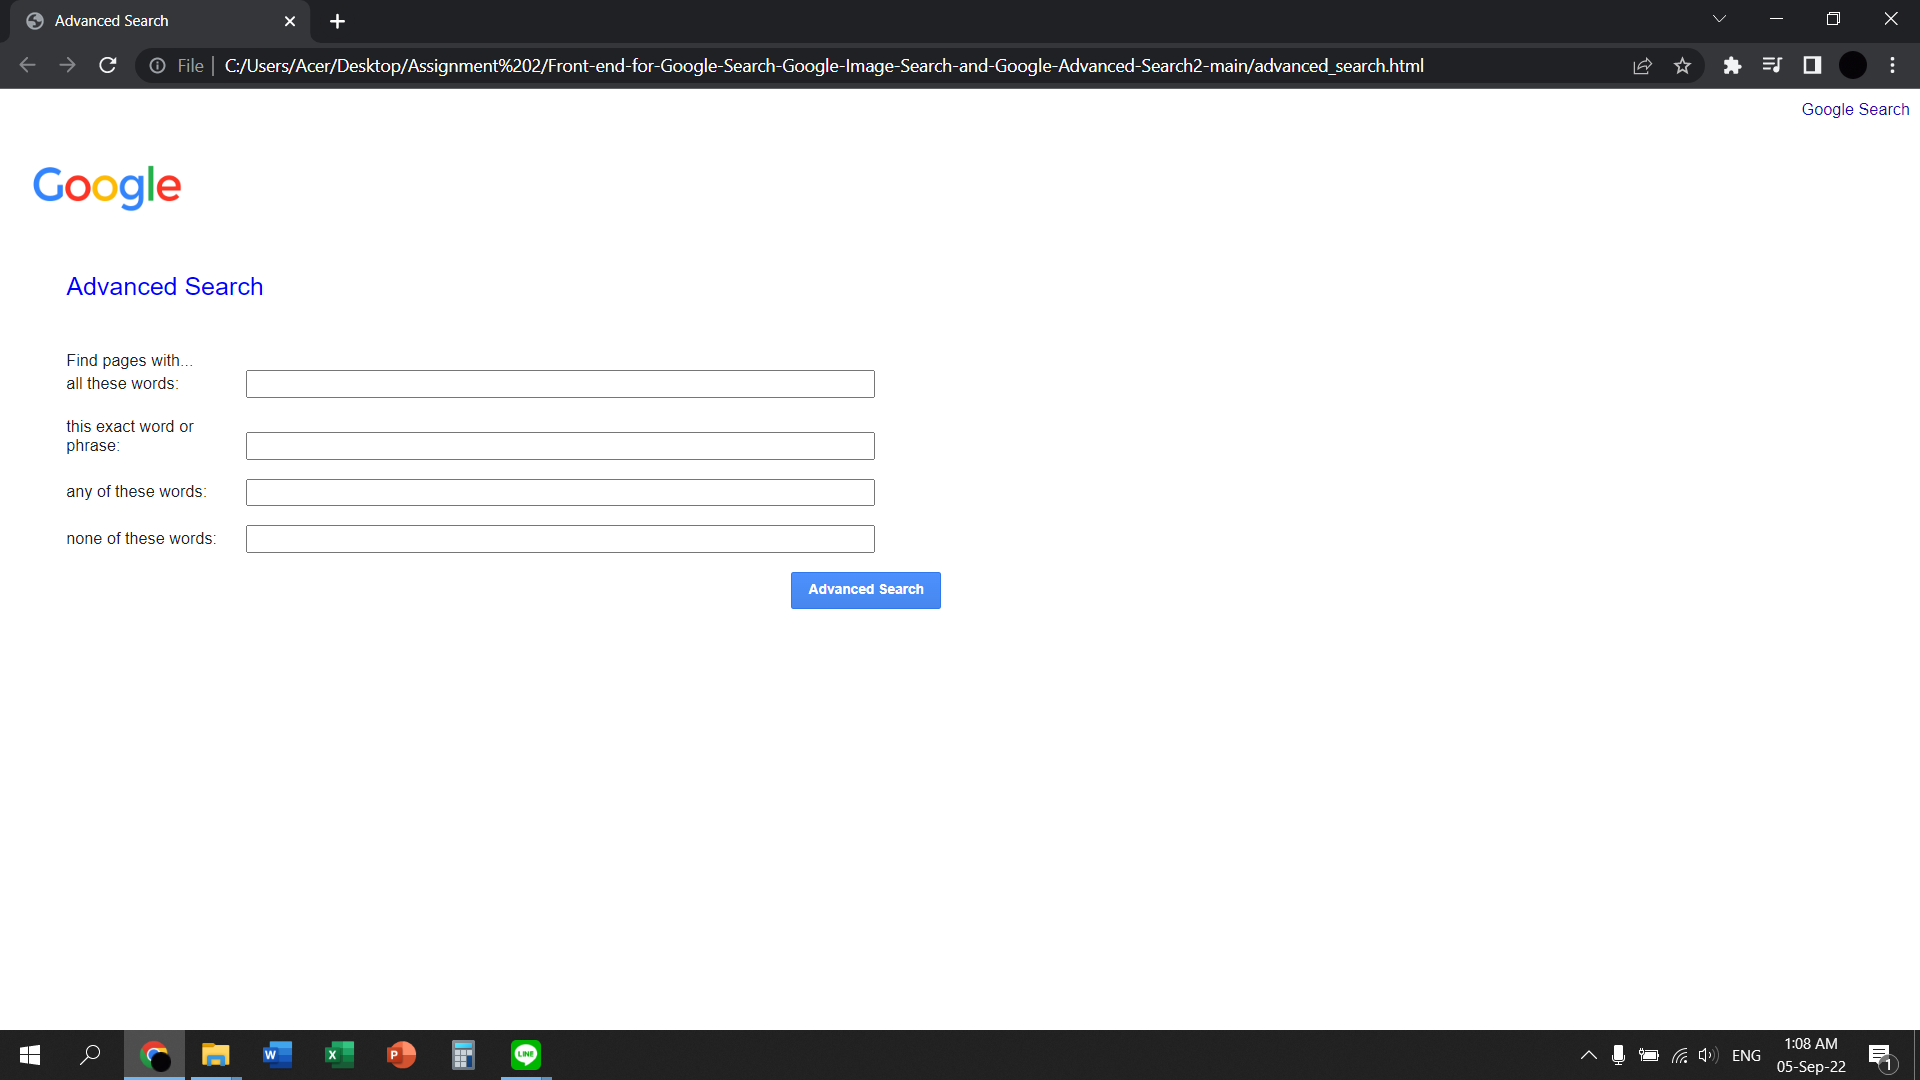 Advanced Search
File | C:/Users/Acer/Desktop/Assignment%202/Front-end-for-Google-Search-Google-Image-Search-and-Google-Advanced-Search2-main/advanced_search.html
Google Search
Google
Advanced Search
Find pages with...
all these words:
this exact word or
phrase:
any of these words:
none of these words:
Advanced Search
W
X
P
LINE
ENG
1:08 AM
05-Sep-22
1